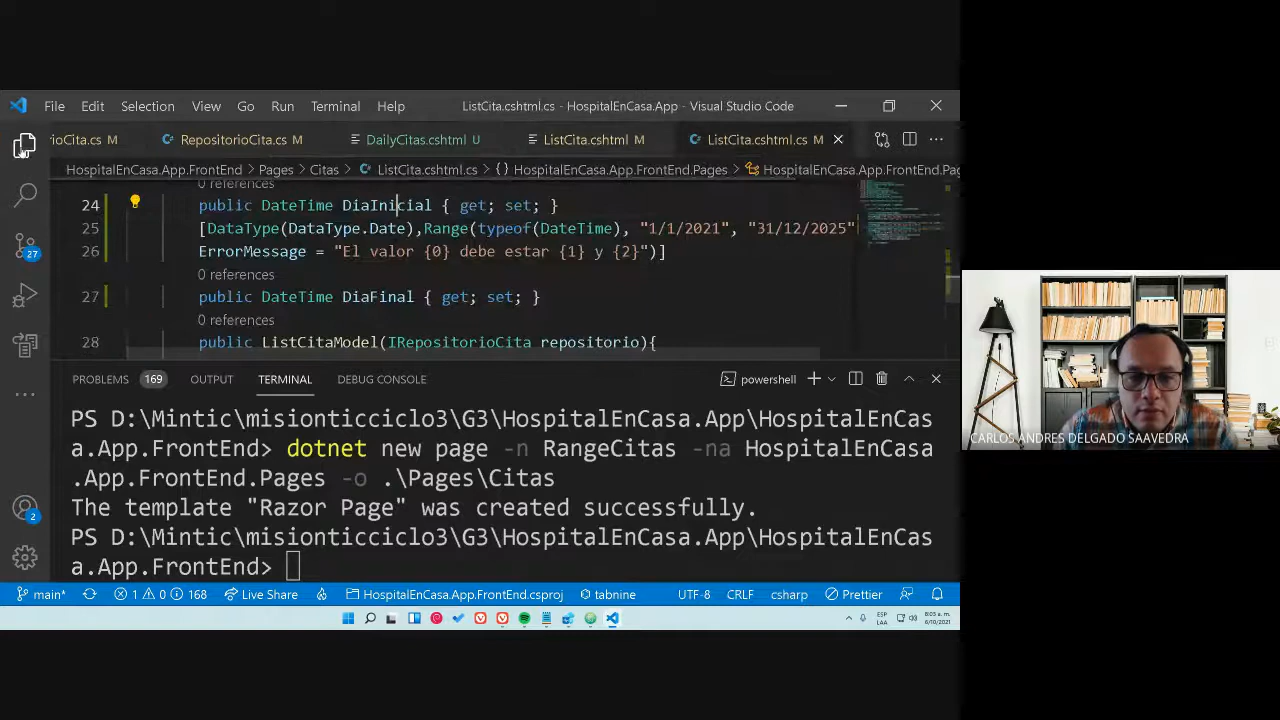 File Edit Selection View Go Run Terminal Help ListCita.cshtml.cs - HospitalEnCasa.App - Visual Studio Code
rioCita.cs M RepositorioCita.cs M DailyCitas.cshtml U ListCita.cshtml M ListCita.cshtml.cs M
HospitalEnCasa.App.FrontEnd > Pages > Citas > ListCita.cshtml.cs > {} HospitalEnCasa.App.FrontEnd.Pages > HospitalEnCasa.App.FrontEnd.Pag
0 references
24 public DateTime DiaInicial { get; set; }
25 [DataType(DataType.Date),Range(typeof(DateTime), "1/1/2021", "31/12/2025"
26 ErrorMessage = "El valor {0} debe estar {1} y {2}")]
0 references
27 public DateTime DiaFinal { get; set; }
0 references
28 public ListCitaModel(IRepositorioCita repositorio){
PROBLEMS 169 OUTPUT TERMINAL DEBUG CONSOLE powershell
PS D:\Mintic\misionticciclo3\G3\HospitalEnCasa.App\HospitalEnCas
a.App.FrontEnd> dotnet new page -n RangeCitas -na HospitalEnCasa
.App.FrontEnd.Pages -o .\Pages\Citas
The template "Razor Page" was created successfully.
PS D:\Mintic\misionticciclo3\G3\HospitalEnCasa.App\HospitalEnCas
a.App.FrontEnd>
27
2
main* 1 0 168 Live Share HospitalEnCasa.App.FrontEnd.csproj tabnine UTF-8 CRLF csharp Prettier
ESP
LAA
8:03 a. m.
6/10/2021
CARLOS ANDRES DELGADO SAAVEDRA